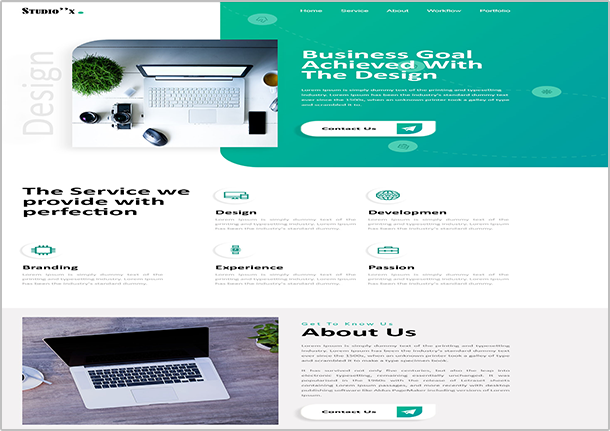 STUDIO''X
Home Service About Workflow Portfolio
Design
Business Goal
Achieved With
The Design
Lorem Ipsum is simply dummy text of the printing and typesetting
industry. Lorem Ipsum has been the industry's standard dummy text
ever since the 1500s, when an unknown printer took a galley of type
and scrambled it to.
Contact Us
The Service we
provide with
perfection
Design
Lorem Ipsum is simply dummy text of the
printing and typesetting industry. Lorem Ipsum
has been the industry's standard dummy.
Developmen
Lorem Ipsum is simply dummy text of the
printing and typesetting industry. Lorem Ipsum
has been the industry's standard dummy.
Branding
Lorem Ipsum is simply dummy text of the
printing and typesetting industry. Lorem Ipsum
has been the industry's standard dummy.
Experience
Lorem Ipsum is simply dummy text of the
printing and typesetting industry. Lorem Ipsum
has been the industry's standard dummy.
Passion
Lorem Ipsum is simply dummy text of the
printing and typesetting industry. Lorem Ipsum
has been the industry's standard dummy.
Get To Know Us
About Us
Lorem Ipsum is simply dummy text of the printing and typesetting
industry. Lorem Ipsum has been the industry's standard dummy text
ever since the 1500s, when an unknown printer took a galley of type and
scrambled it to make a type specimen book.
It has survived not only five centuries, but also the leap into
electronic typesetting, remaining essentially unchanged. It was
popularised in the 1960s with the release of Letraset sheets
containing Lorem Ipsum passages, and more recently with desktop
publishing software like Aldus PageMaker including versions of Lorem
Ipsum.
Contact Us